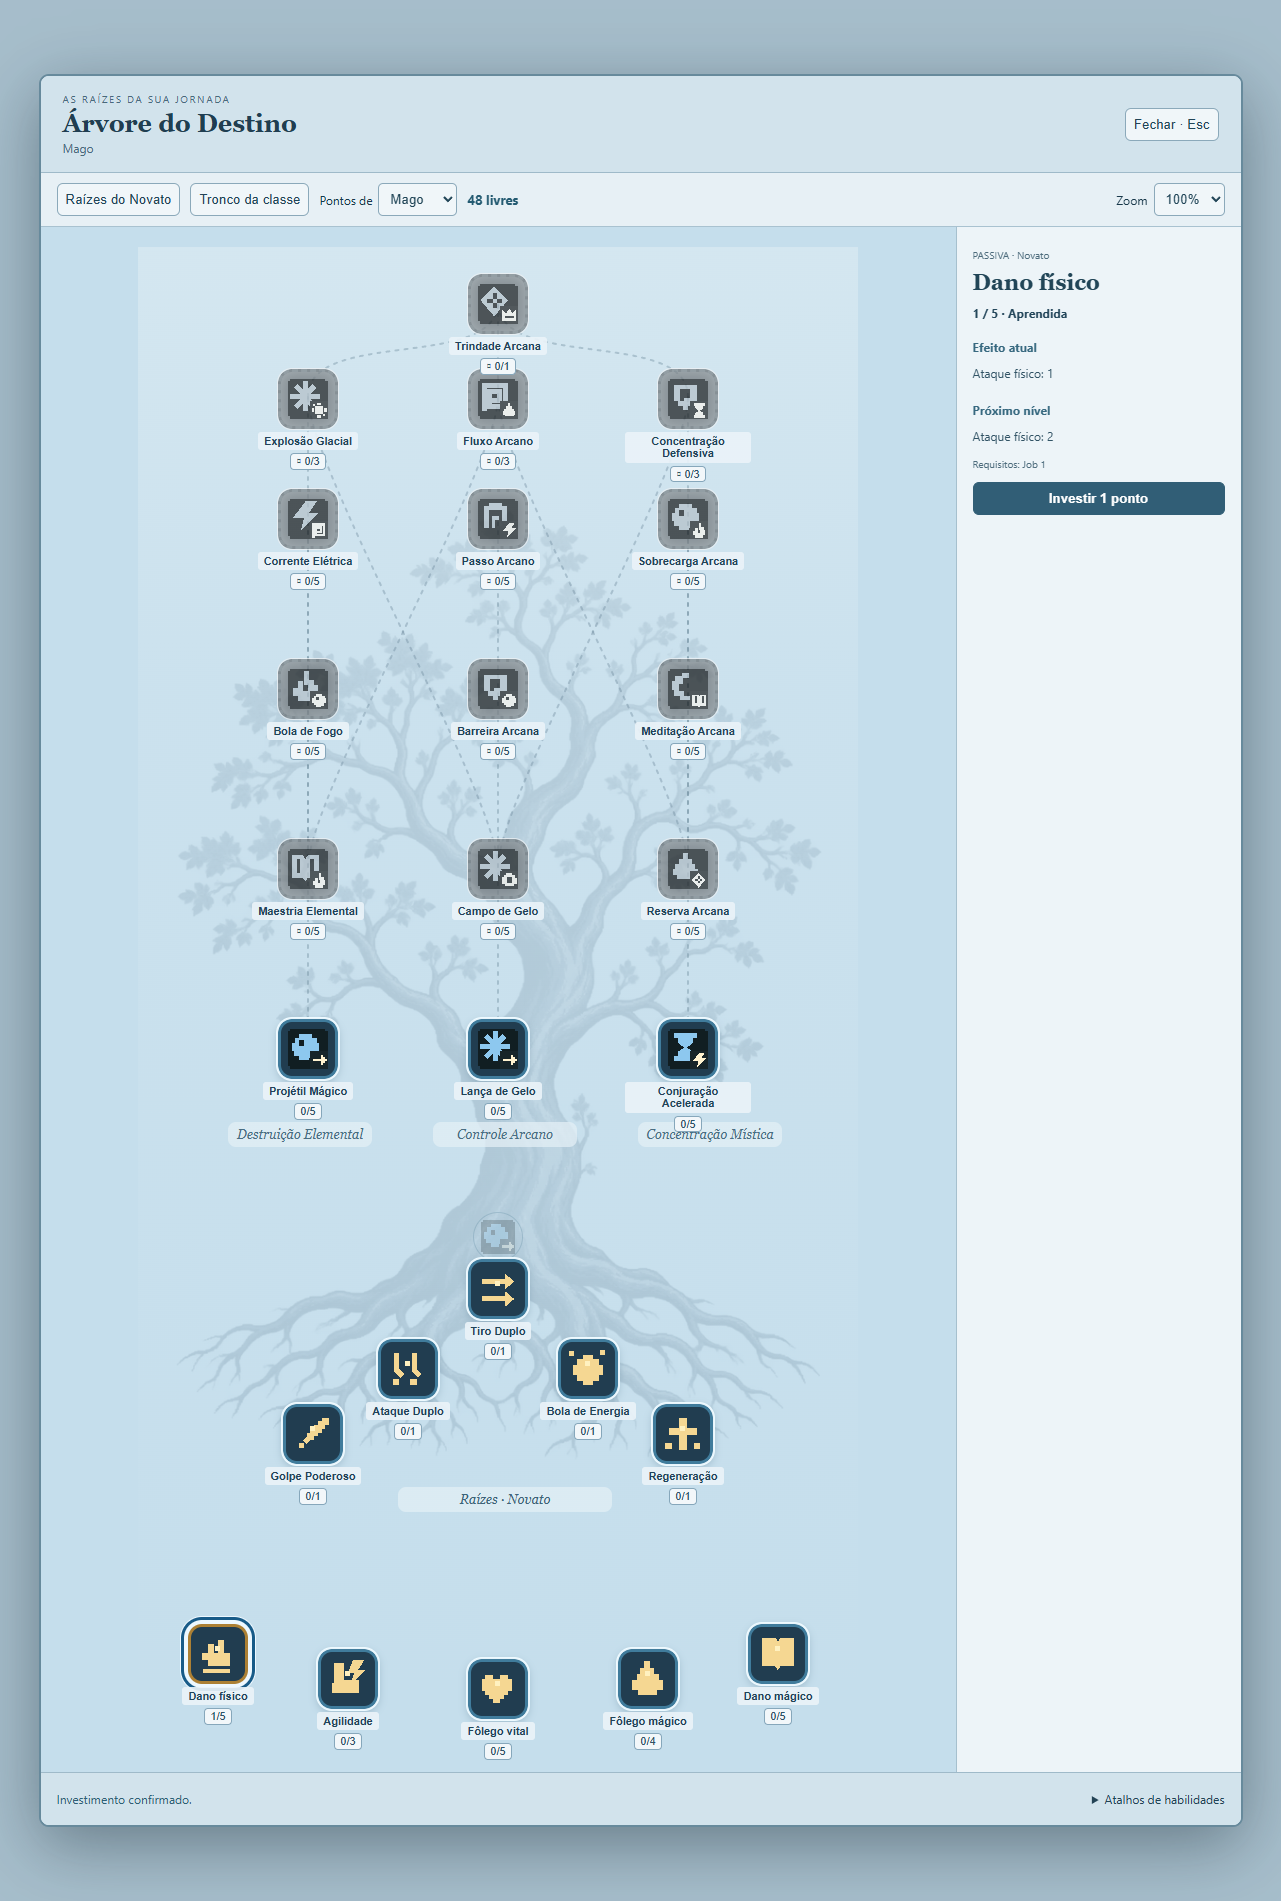 AS RAÍZES DA SUA JORNADA
Árvore do Destino
Mago
Fechar · Esc
Raízes do Novato
Tronco da classe
Pontos de
Mago
48 livres
Zoom
100%
Trindade Arcana
0/1
Explosão Glacial
0/3
Fluxo Arcano
0/3
Concentração
Defensiva
0/3
Corrente Elétrica
0/5
Passo Arcano
0/5
Sobrecarga Arcana
0/5
Bola de Fogo
0/5
Barreira Arcana
0/5
Meditação Arcana
0/5
Maestria Elemental
0/5
Campo de Gelo
0/5
Reserva Arcana
0/5
Projétil Mágico
0/5
Lança de Gelo
0/5
Conjuração
Acelerada
0/5
Destruição Elemental
Controle Arcano
Concentração Mística
Tiro Duplo
0/1
Ataque Duplo
0/1
Bola de Energia
0/1
Golpe Poderoso
0/1
Regeneração
0/1
Raízes · Novato
Dano físico
1/5
Agilidade
0/3
Fôlego vital
0/5
Fôlego mágico
0/4
Dano mágico
0/5
PASSIVA · Novato
Dano físico
1 / 5 · Aprendida
Efeito atual
Ataque físico: 1
Próximo nível
Ataque físico: 2
Requisitos: Job 1
Investir 1 ponto
Investimento confirmado.
▶ Atalhos de habilidades